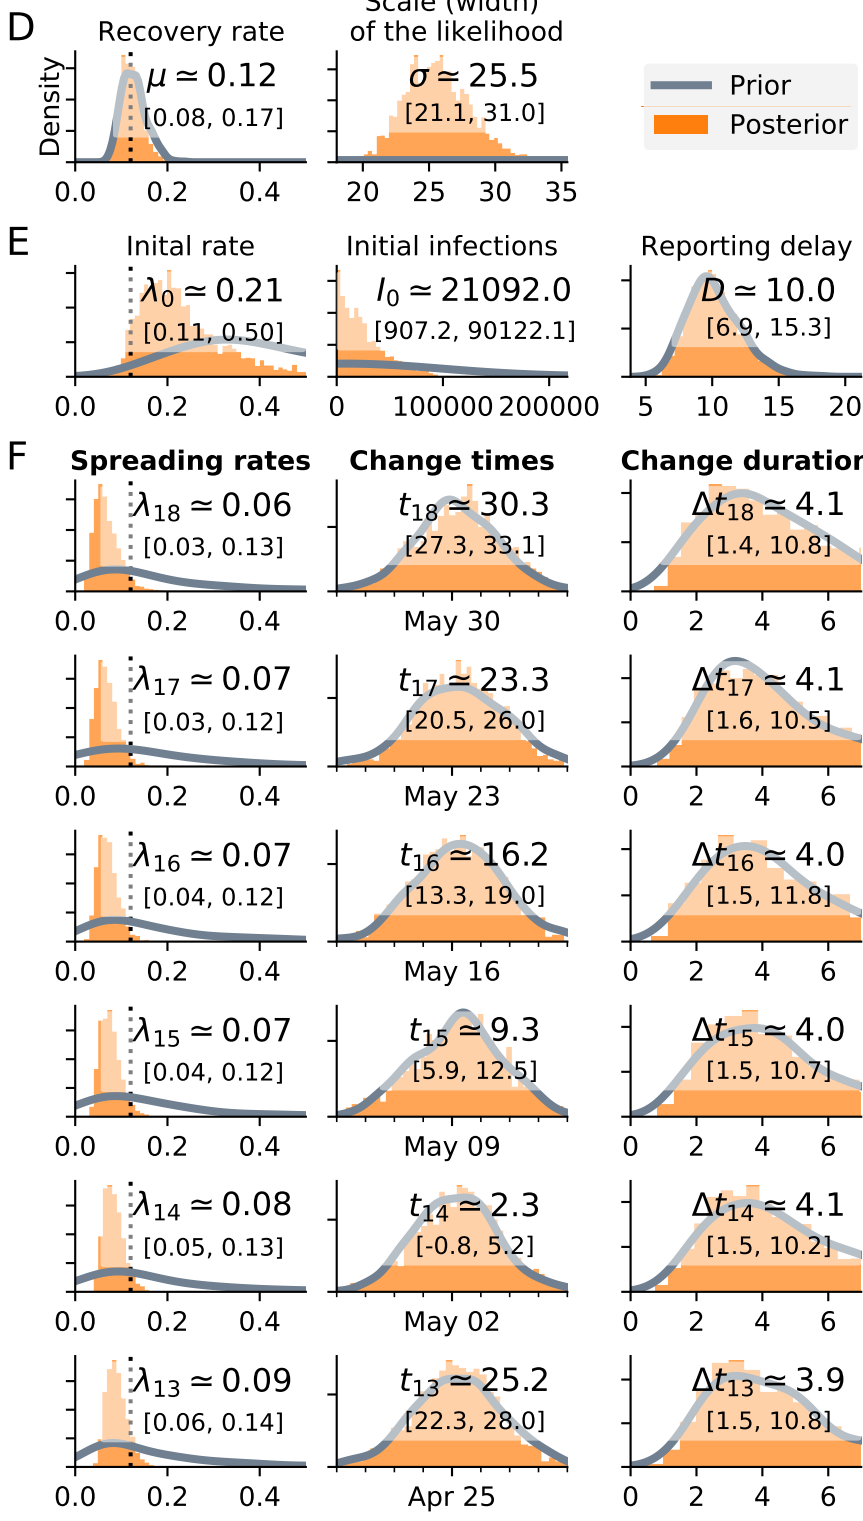 D
Scale (width)
Recovery rate
of the likelihood
Density
μ ≃ 0.12
[0.08, 0.17]
σ ≃ 25.5
[21.1, 31.0]
Prior
Posterior
0.0 0.2 0.4
20 25 30 35
E
Inital rate
Initial infections
Reporting delay
λ0 ≃ 0.21
[0.11, 0.50]
I0 ≃ 21092.0
[907.2, 90122.1]
D ≃ 10.0
[6.9, 15.3]
0.0 0.2 0.4
0 100000 200000
5 10 15 20
F
Spreading rates
Change times
Change duration
λ18 ≃ 0.06
[0.03, 0.13]
t18 ≃ 30.3
[27.3, 33.1]
Δt18 ≃ 4.1
[1.4, 10.8]
0.0 0.2 0.4
May 30
0 2 4 6
λ17 ≃ 0.07
[0.03, 0.12]
t17 ≃ 23.3
[20.5, 26.0]
Δt17 ≃ 4.1
[1.6, 10.5]
0.0 0.2 0.4
May 23
0 2 4 6
λ16 ≃ 0.07
[0.04, 0.12]
t16 ≃ 16.2
[13.3, 19.0]
Δt16 ≃ 4.0
[1.5, 11.8]
0.0 0.2 0.4
May 16
0 2 4 6
λ15 ≃ 0.07
[0.04, 0.12]
t15 ≃ 9.3
[5.9, 12.5]
Δt15 ≃ 4.0
[1.5, 10.7]
0.0 0.2 0.4
May 09
0 2 4 6
λ14 ≃ 0.08
[0.05, 0.13]
t14 ≃ 2.3
[-0.8, 5.2]
Δt14 ≃ 4.1
[1.5, 10.2]
0.0 0.2 0.4
May 02
0 2 4 6
λ13 ≃ 0.09
[0.06, 0.14]
t13 ≃ 25.2
[22.3, 28.0]
Δt13 ≃ 3.9
[1.5, 10.8]
0.0 0.2 0.4
Apr 25
0 2 4 6